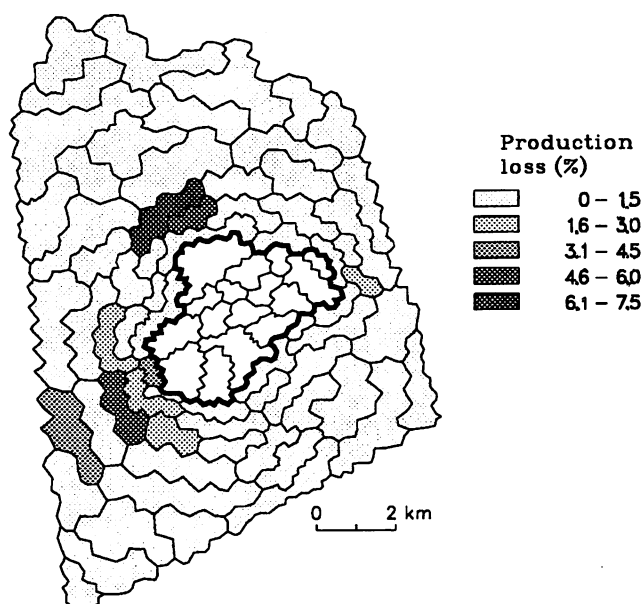 Production
loss (%)
0 – 1.5
1.6 – 3.0
3.1 – 4.5
4.6 – 6.0
6.1 – 7.5
0 2 km